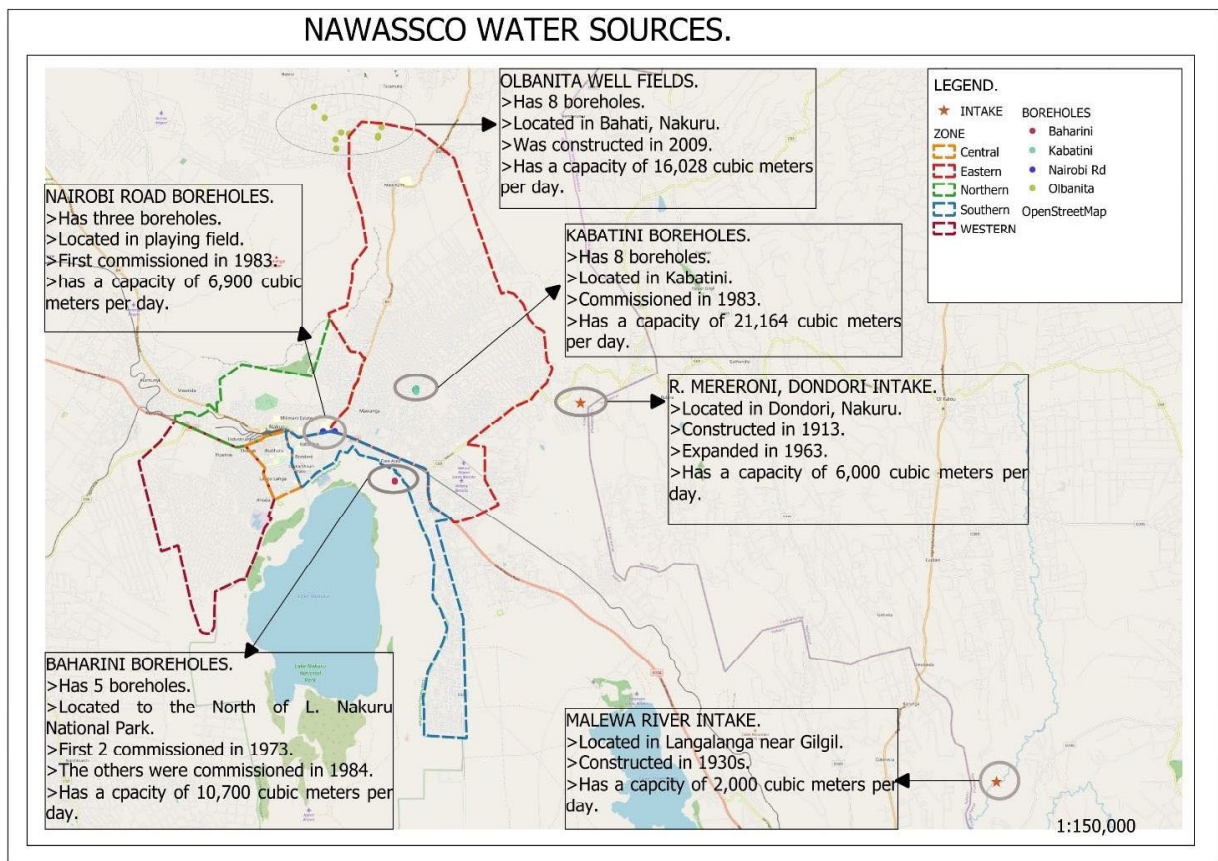 NAWASSCO WATER SOURCES.
OLBANITA WELL FIELDS.
>Has 8 boreholes.
>Located in Bahati, Nakuru.
>Was constructed in 2009.
>Has a capacity of 16,028 cubic meters
per day.
LEGEND.
INTAKE
ZONE
Central
Eastern
Northern
Southern
WESTERN
BOREHOLES
Baharini
Kabatini
Nairobi Rd
Olbanita
OpenStreetMap
NAIROBI ROAD BOREHOLES.
>Has three boreholes.
>Located in playing field.
>First commissioned in 1983.
>has a capacity of 6,900 cubic
meters per day.
KABATINI BOREHOLES.
>Has 8 boreholes.
>Located in Kabatini.
>Commissioned in 1983.
>Has a capacity of 21,164 cubic meters
per day.
R. MERERONI, DONDORI INTAKE.
>Located in Dondori, Nakuru.
>Constructed in 1913.
>Expanded in 1963.
>Has a capacity of 6,000 cubic meters per
day.
BAHARINI BOREHOLES.
>Has 5 boreholes.
>Located to the North of L. Nakuru
National Park.
>First 2 commissioned in 1973.
>The others were commissioned in 1984.
>Has a cpacity of 10,700 cubic meters per
day.
MALEWA RIVER INTAKE.
>Located in Langalanga near Gilgil.
>Constructed in 1930s.
>Has a capcity of 2,000 cubic meters per
day.
Lake Nakuru
Lake Nakuru
National
Park
Nakuru
1:150,000